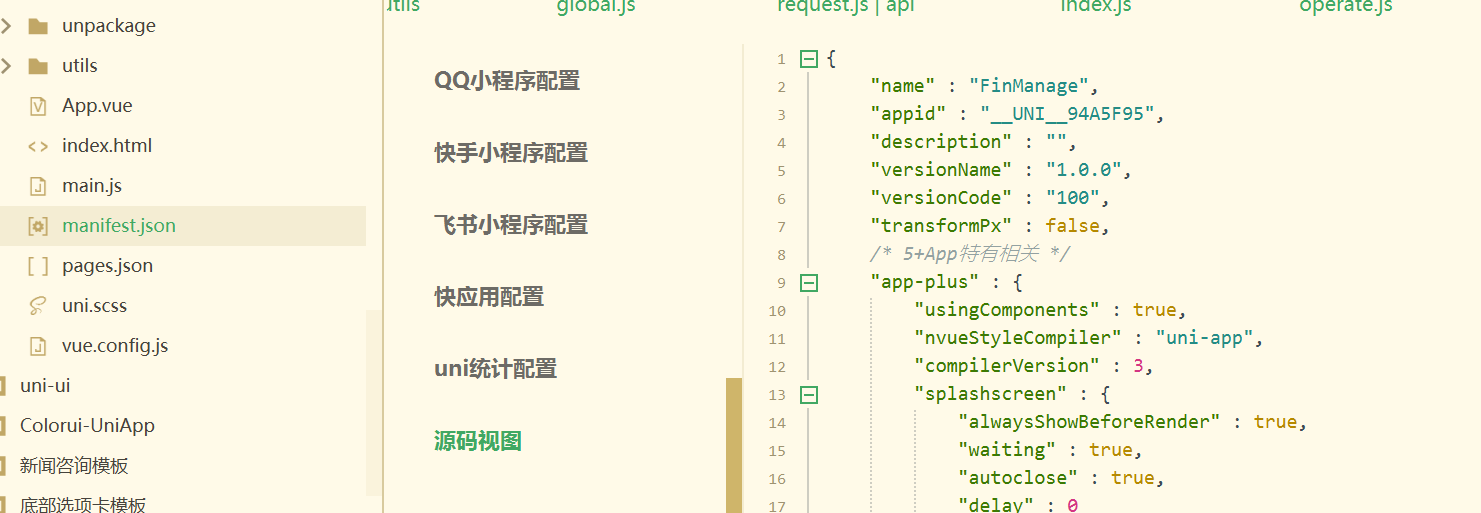 utils global.js request.js | api index.js operate.js
unpackage
utils
App.vue
index.html
main.js
manifest.json
pages.json
uni.scss
vue.config.js
uni-ui
Colorui-UniApp
新闻咨询模板
底部选项卡模板
QQ小程序配置
快手小程序配置
飞书小程序配置
快应用配置
uni统计配置
源码视图
1 {
2 "name" : "FinManage",
3 "appid" : "__UNI__94A5F95",
4 "description" : "",
5 "versionName" : "1.0.0",
6 "versionCode" : "100",
7 "transformPx" : false,
8 /* 5+App特有相关 */
9 "app-plus" : {
10 "usingComponents" : true,
11 "nvueStyleCompiler" : "uni-app",
12 "compilerVersion" : 3,
13 "splashscreen" : {
14 "alwaysShowBeforeRender" : true,
15 "waiting" : true,
16 "autoclose" : true,
17 "delay" : 0